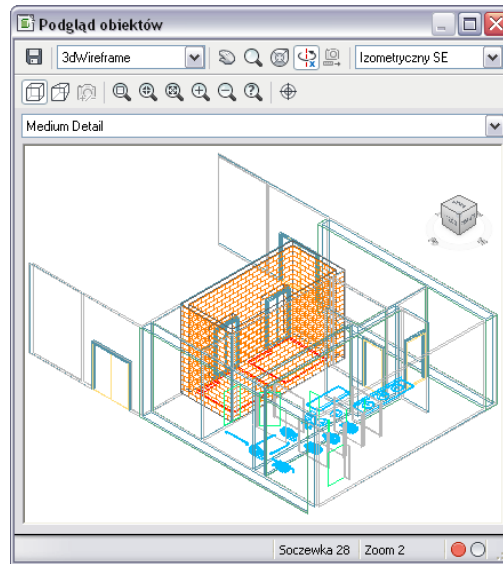 Podgląd obiektów
3dWireframe Izometryczny SE
Medium Detail
Soczewka 28 Zoom 2